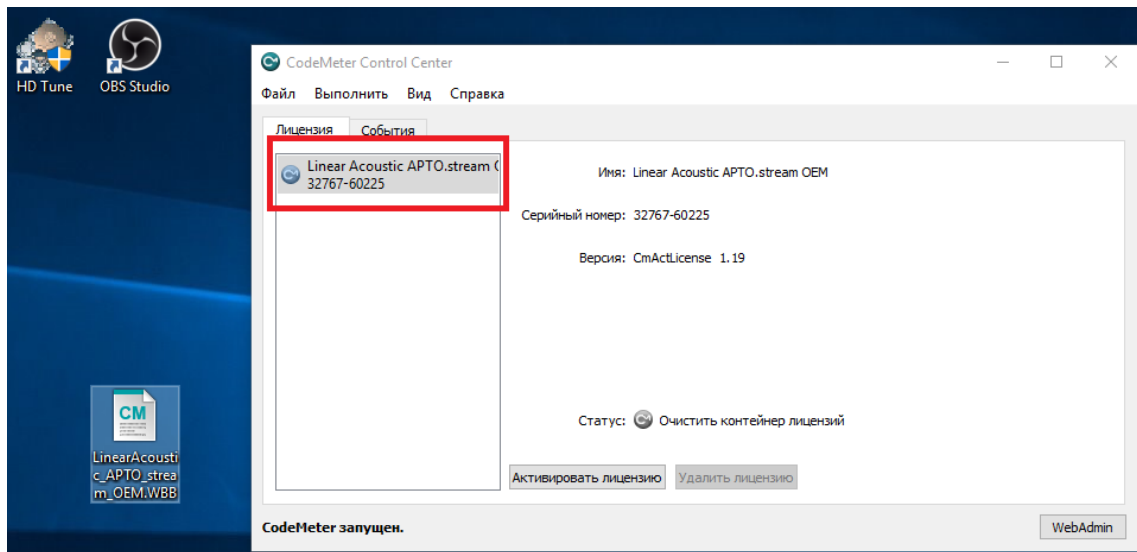 HD Tune
OBS Studio
CodeMeter Control Center
Файл Выполнить Вид Справка
Лицензия События
Linear Acoustic APTO.stream (
32767-60225
Имя: Linear Acoustic APTO.stream OEM
Серийный номер: 32767-60225
Версия: CmActLicense 1.19
CM
LinearAcousti
c_APTO_strea
m_OEM.WBB
Статус: Очистить контейнер лицензий
Активировать лицензию Удалить лицензию
CodeMeter запущен.
WebAdmin